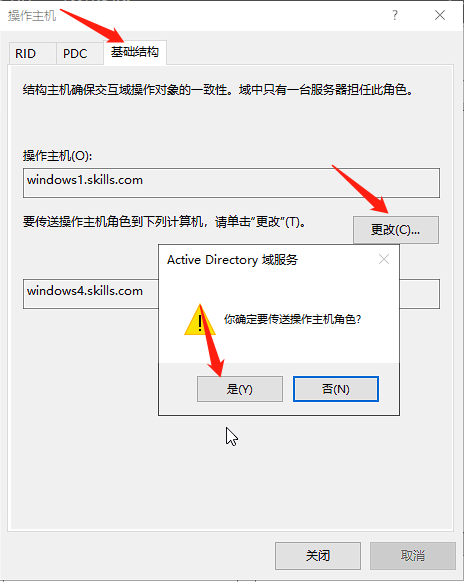 操作主机
RID PDC 基础结构
结构主机确保交互域操作对象的一致性。域中只有一台服务器担任此角色。
操作主机(O):
windows1.skills.com
要传送操作主机角色到下列计算机，请单击“更改”(T)。
更改(C)...
windows4.skills.com
Active Directory 域服务
你确定要传送操作主机角色?
是(Y) 否(N)
关闭 取消